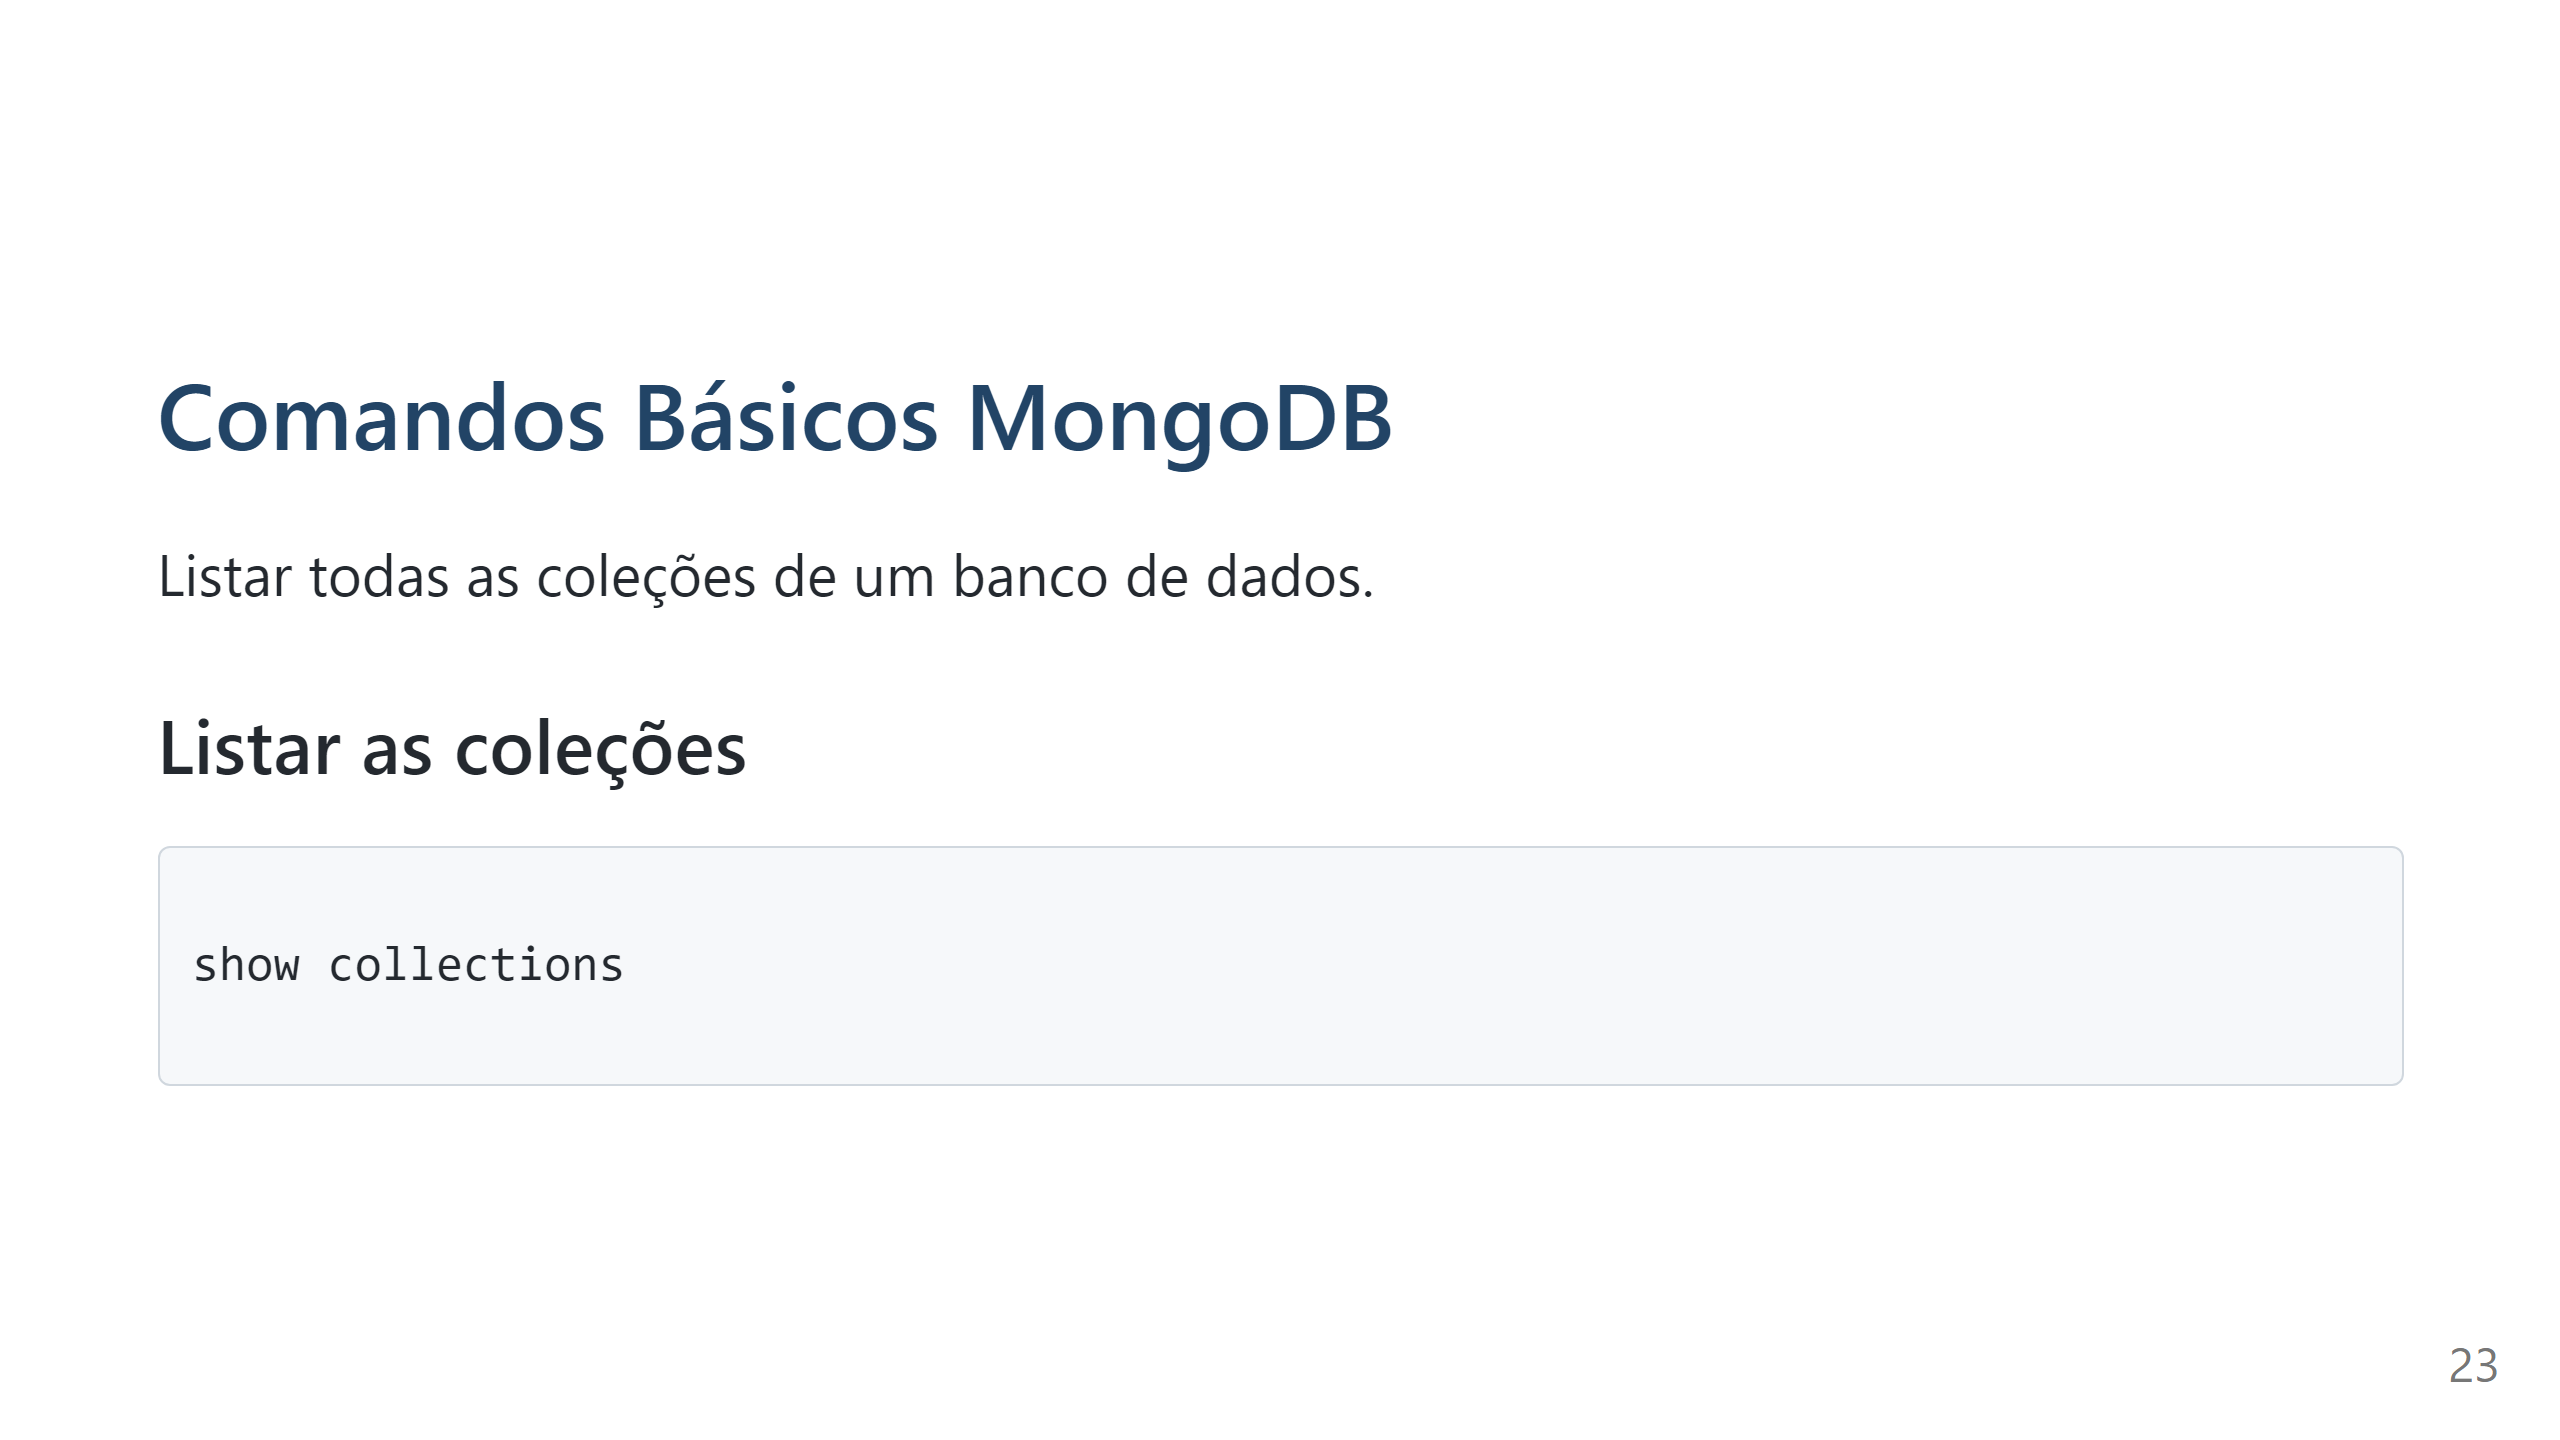 Comandos Básicos MongoDB
Listar todas as coleções de um banco de dados.
Listar as coleções
show collections
23